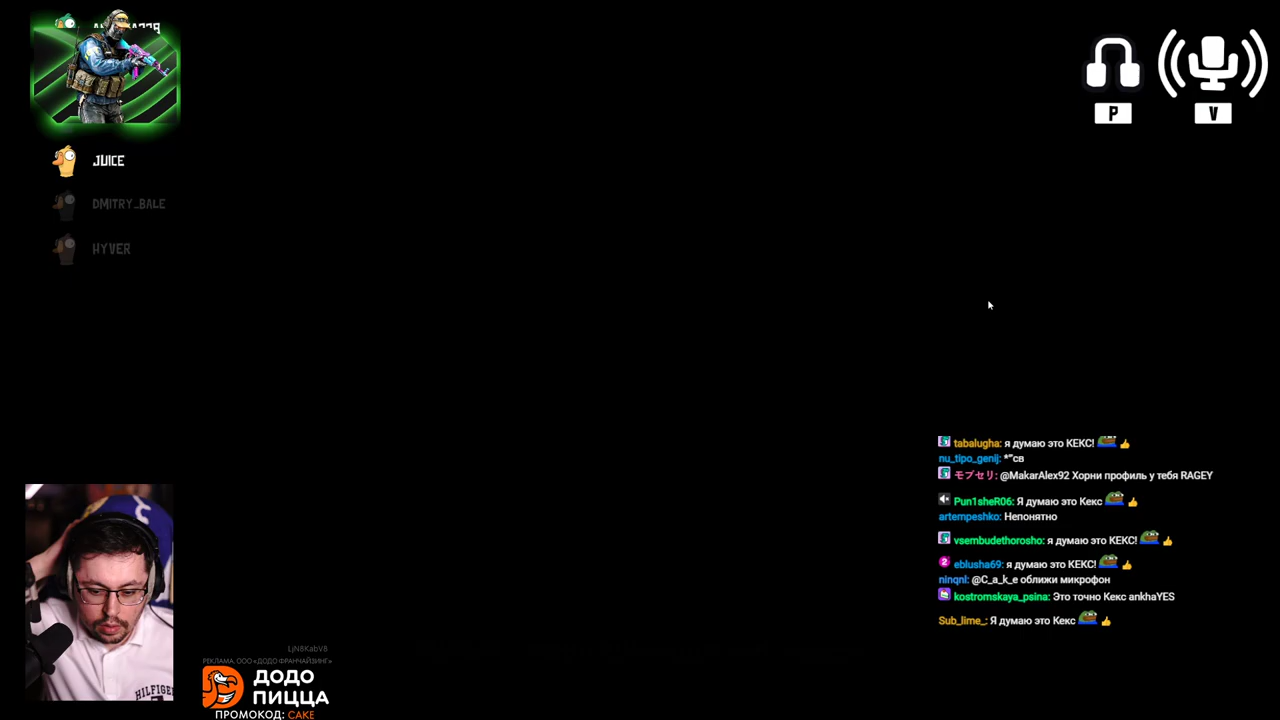 P
V
JUICE
DMITRY_BALE
HYVER
tabalugha: я думаю это КЕКС!
nu_tipo_genij: *"св
モブセリ: @MakarAlex92 Хорни профиль у тебя RAGEY
Pun1sheR06: Я думаю это Кекс
artempeshko: Непонятно
vsembudethorosho: я думаю это КЕКС!
2 eblusha69: я думаю это КЕКС!
ninqnl: @C_a_k_e оближи микрофон
kostromskaya_psina: Это точно Кекс ankhaYES
Sub_lime_: Я думаю это Кекс
HILFIGER
LjN8KabV8
РЕКЛАМА. ООО «ДОДО ФРАНЧАЙЗИНГ»
ДОДО
ПИЦЦА
ПРОМОКОД: CAKE